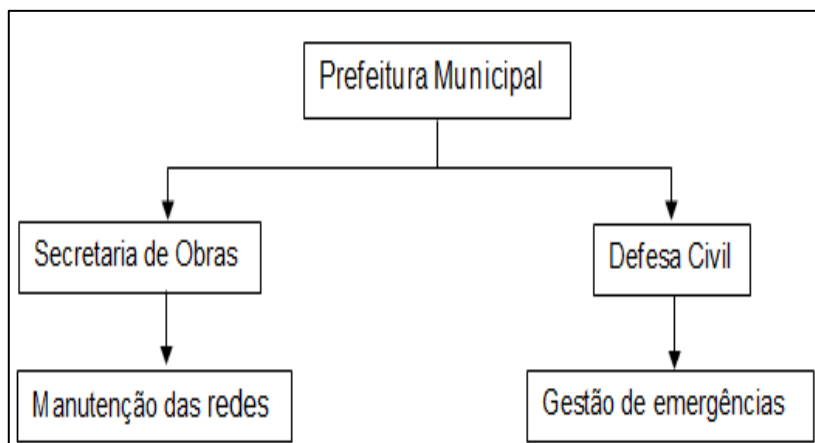 Prefeitura Municipal
Secretaria de Obras
Defesa Civil
Manutenção das redes
Gestão de emergências